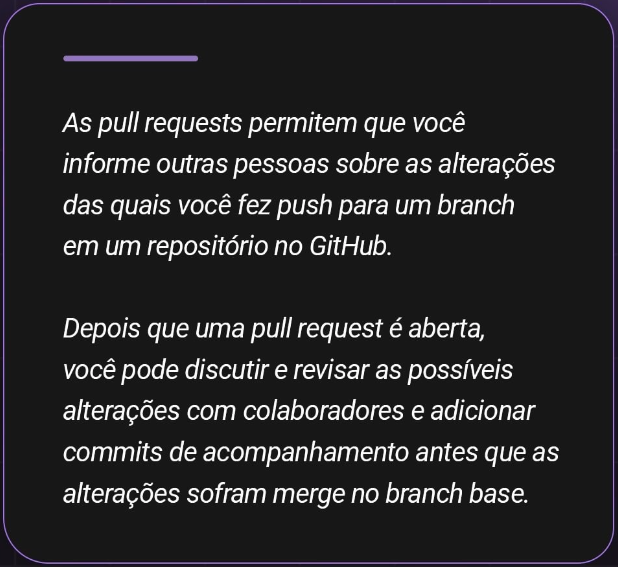 As pull requests permitem que você
informe outras pessoas sobre as alterações
das quais você fez push para um branch
em um repositório no GitHub.
Depois que uma pull request é aberta,
você pode discutir e revisar as possíveis
alterações com colaboradores e adicionar
commits de acompanhamento antes que as
alterações sofram merge no branch base.